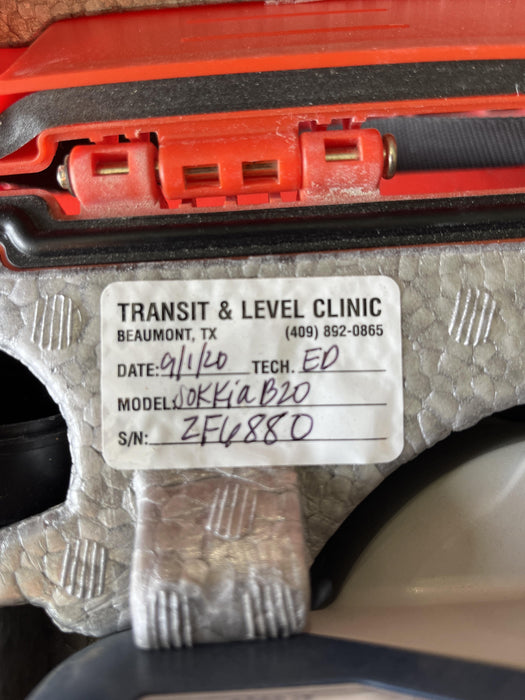 TRANSIT & LEVEL CLINIC
BEAUMONT, TX (409) 892-0865
DATE: 9/1/20 TECH. ED
MODEL: SOKKiA B20
S/N: ZF6880